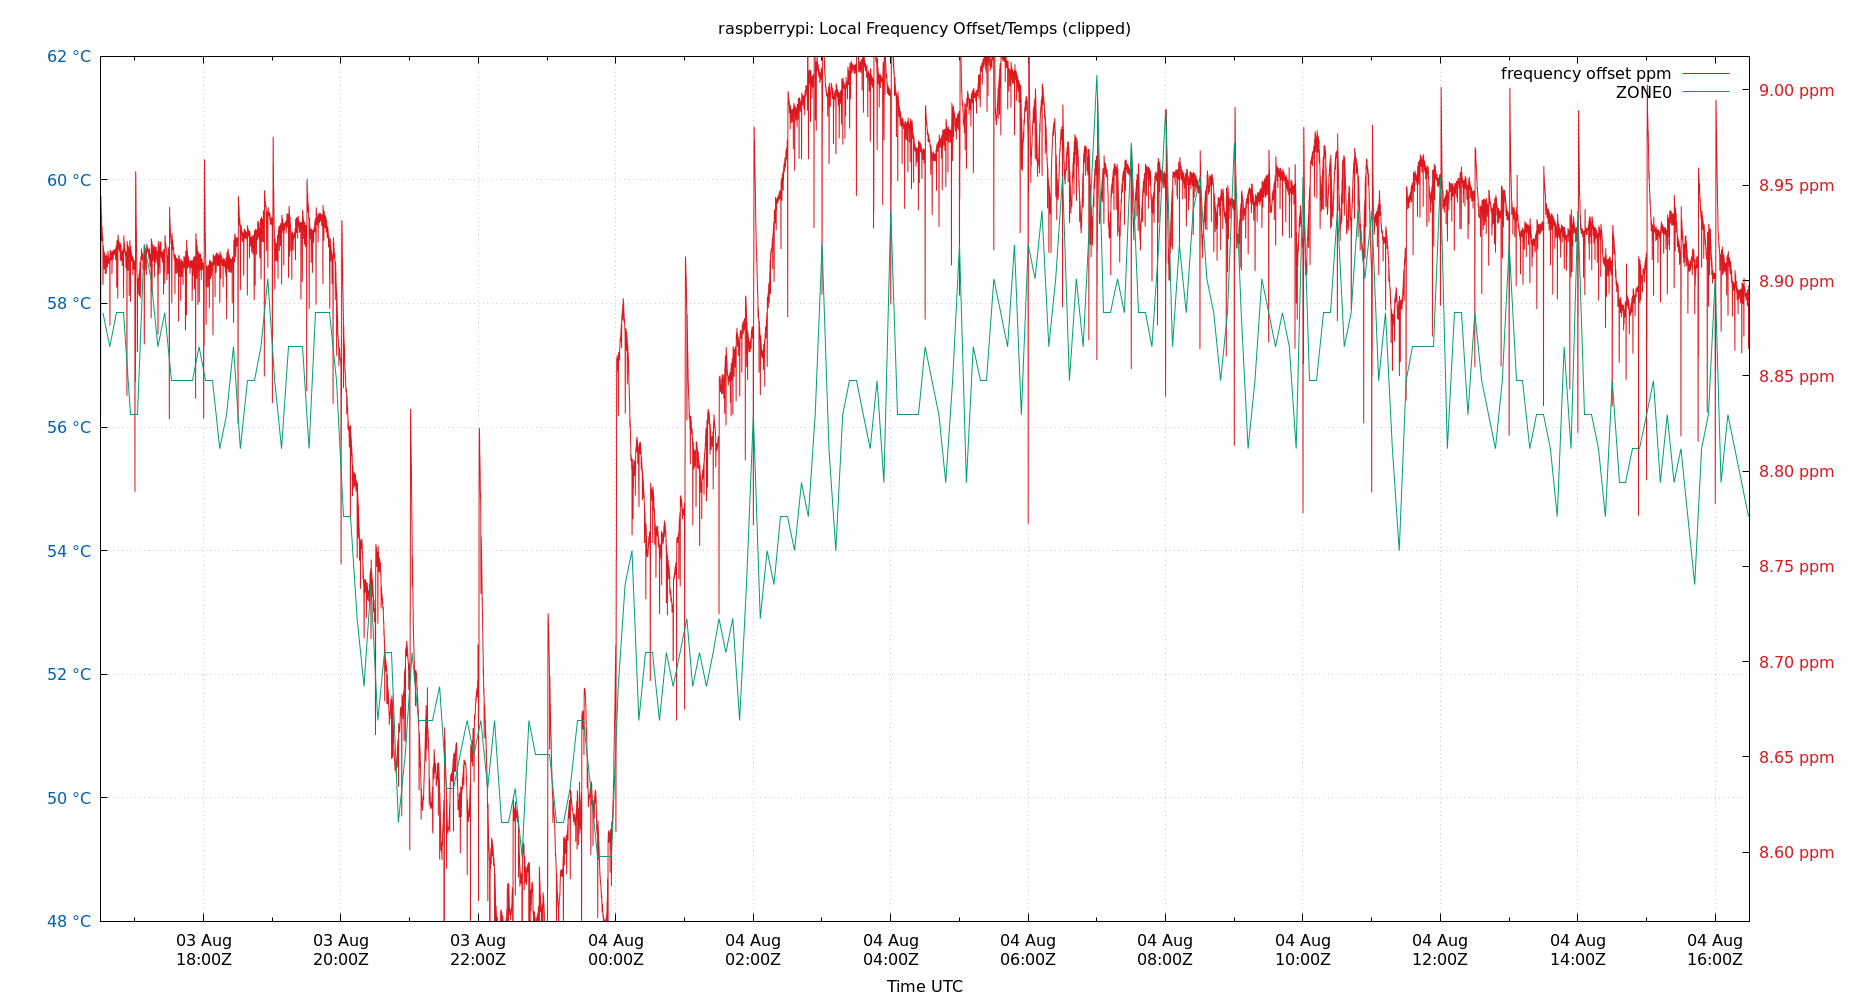 raspberrypi: Local Frequency Offset/Temps (clipped)
62 °C
60 °C
58 °C
56 °C
54 °C
52 °C
50 °C
48 °C
frequency offset ppm
ZONE0
9.00 ppm
8.95 ppm
8.90 ppm
8.85 ppm
8.80 ppm
8.75 ppm
8.70 ppm
8.65 ppm
8.60 ppm
03 Aug
18:00Z
03 Aug
20:00Z
03 Aug
22:00Z
04 Aug
00:00Z
04 Aug
02:00Z
04 Aug
04:00Z
04 Aug
06:00Z
04 Aug
08:00Z
04 Aug
10:00Z
04 Aug
12:00Z
04 Aug
14:00Z
04 Aug
16:00Z
Time UTC